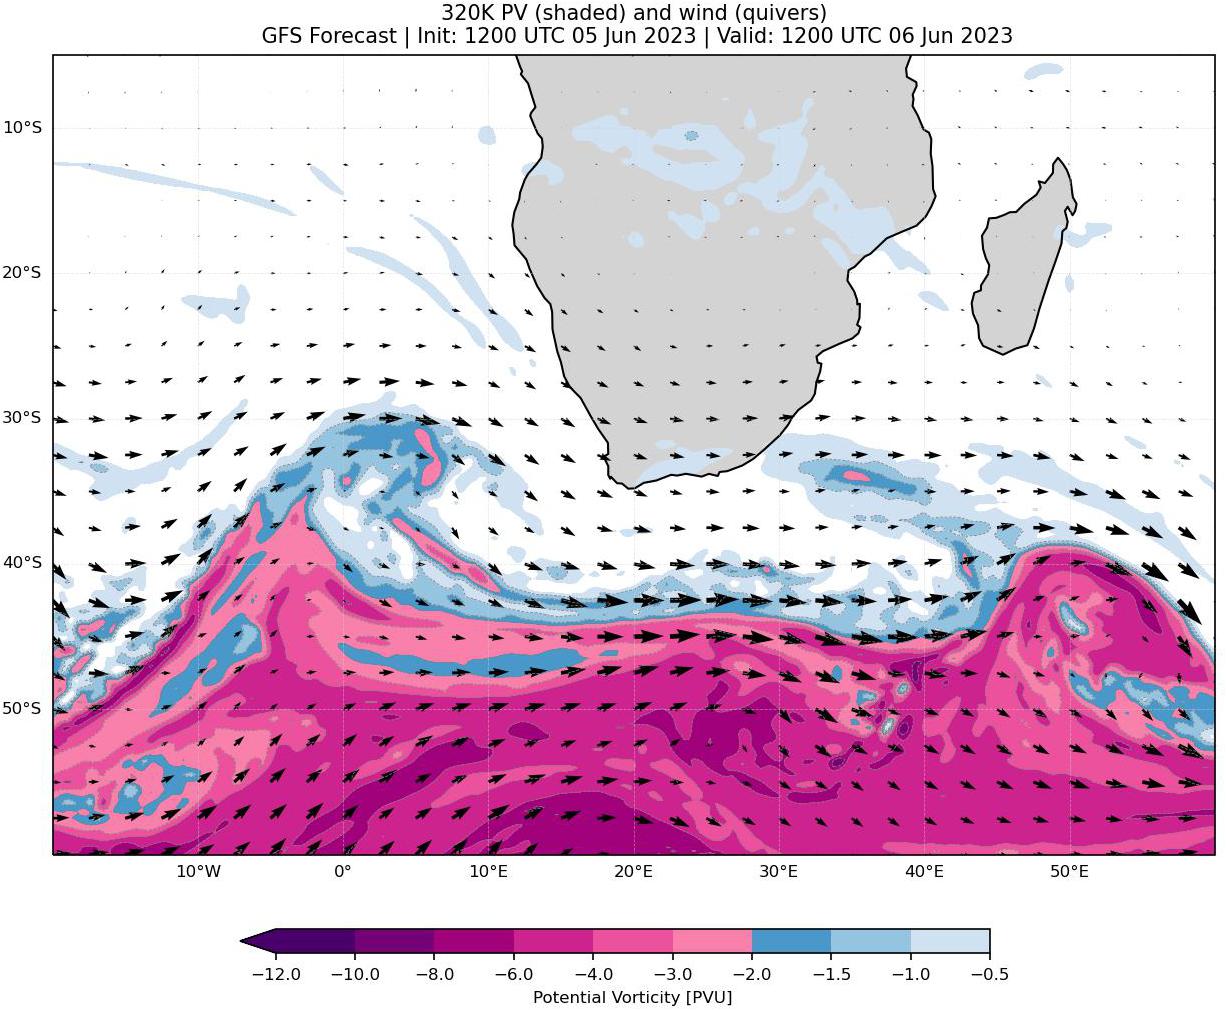 320K PV (shaded) and wind (quivers)
GFS Forecast | Init: 1200 UTC 05 Jun 2023 | Valid: 1200 UTC 06 Jun 2023
10°S
20°S
30°S
40°S
50°S
10°W 0° 10°E 20°E 30°E 40°E 50°E
−12.0 −10.0 −8.0 −6.0 −4.0 −3.0 −2.0 −1.5 −1.0 −0.5
Potential Vorticity [PVU]